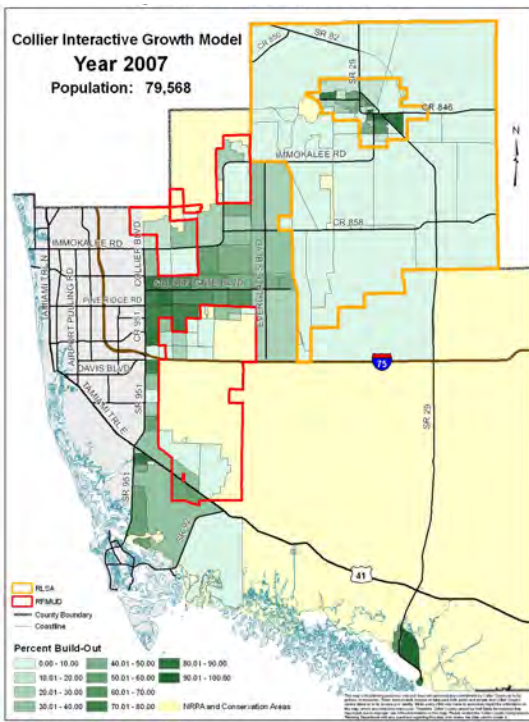 Collier Interactive Growth Model
Year 2007
Population: 79,568
CR 850
SR 82
SR 29
CR 846
IMMOKALEE RD
CR 858
IMMOKALEE RD
COLLIER BLVD
GOLDEN GATE BLVD
EVERGLADES BLVD
TAMIAMI TRL N
AIRPORT PULLING RD
PINE RIDGE RD
CR 951
DAVIS BLVD
75
SR 951
TAMIAMI TRL E
SR 29
SR 951
SR 92
41
N
RLSA
RFMUD
County Boundary
Coastline
Percent Build-Out
0.00 - 10.00
40.01 - 50.00
80.01 - 90.00
10.01 - 20.00
50.01 - 60.00
90.01 - 100.00
20.01 - 30.00
60.01 - 70.00
30.01 - 40.00
70.01 - 80.00
NRPA and Conservation Areas